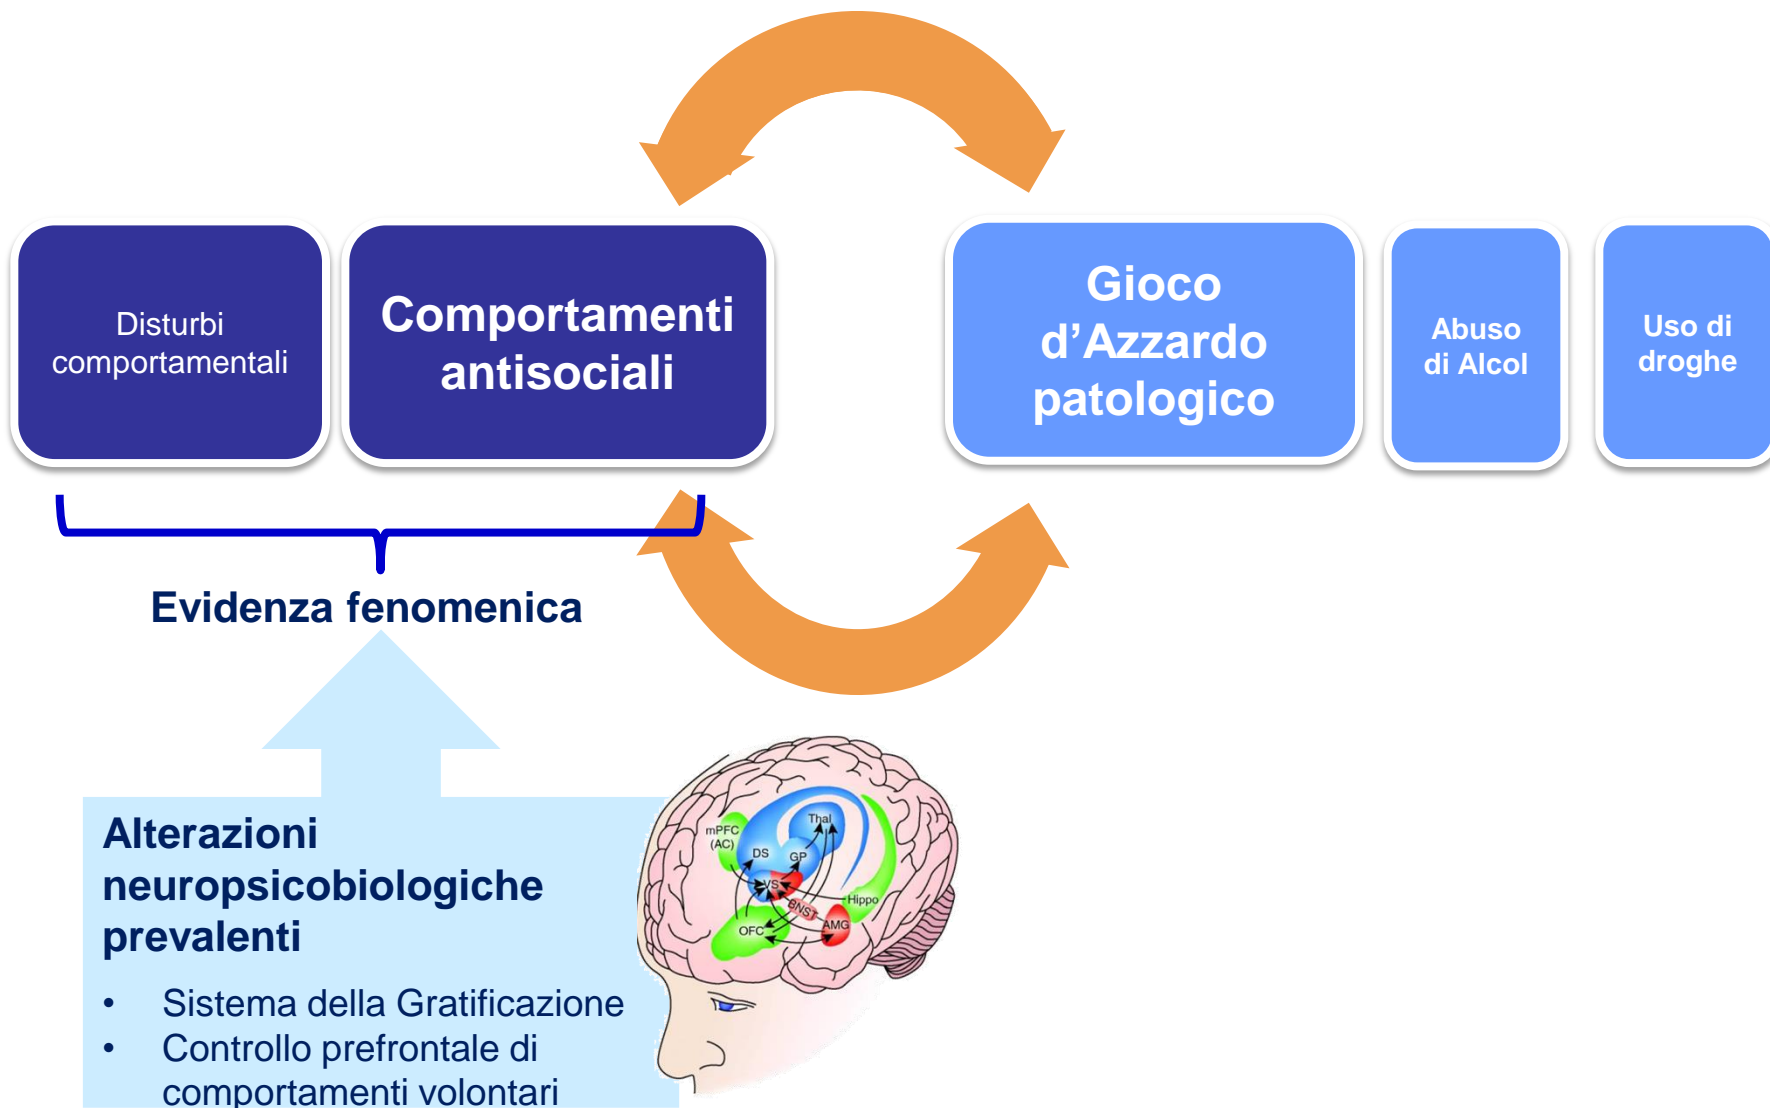 Disturbi
comportamentali
Comportamenti
antisociali
Gioco
d’Azzardo
patologico
Abuso
di Alcol
Uso di
droghe
Evidenza fenomenica
Alterazioni
neuropsicobiologiche
prevalenti
• Sistema della Gratificazione
• Controllo prefrontale di
comportamenti volontari
mPFC
(AC)
DS
GP
Thal
VS
BNST
Hippo
AMG
OFC